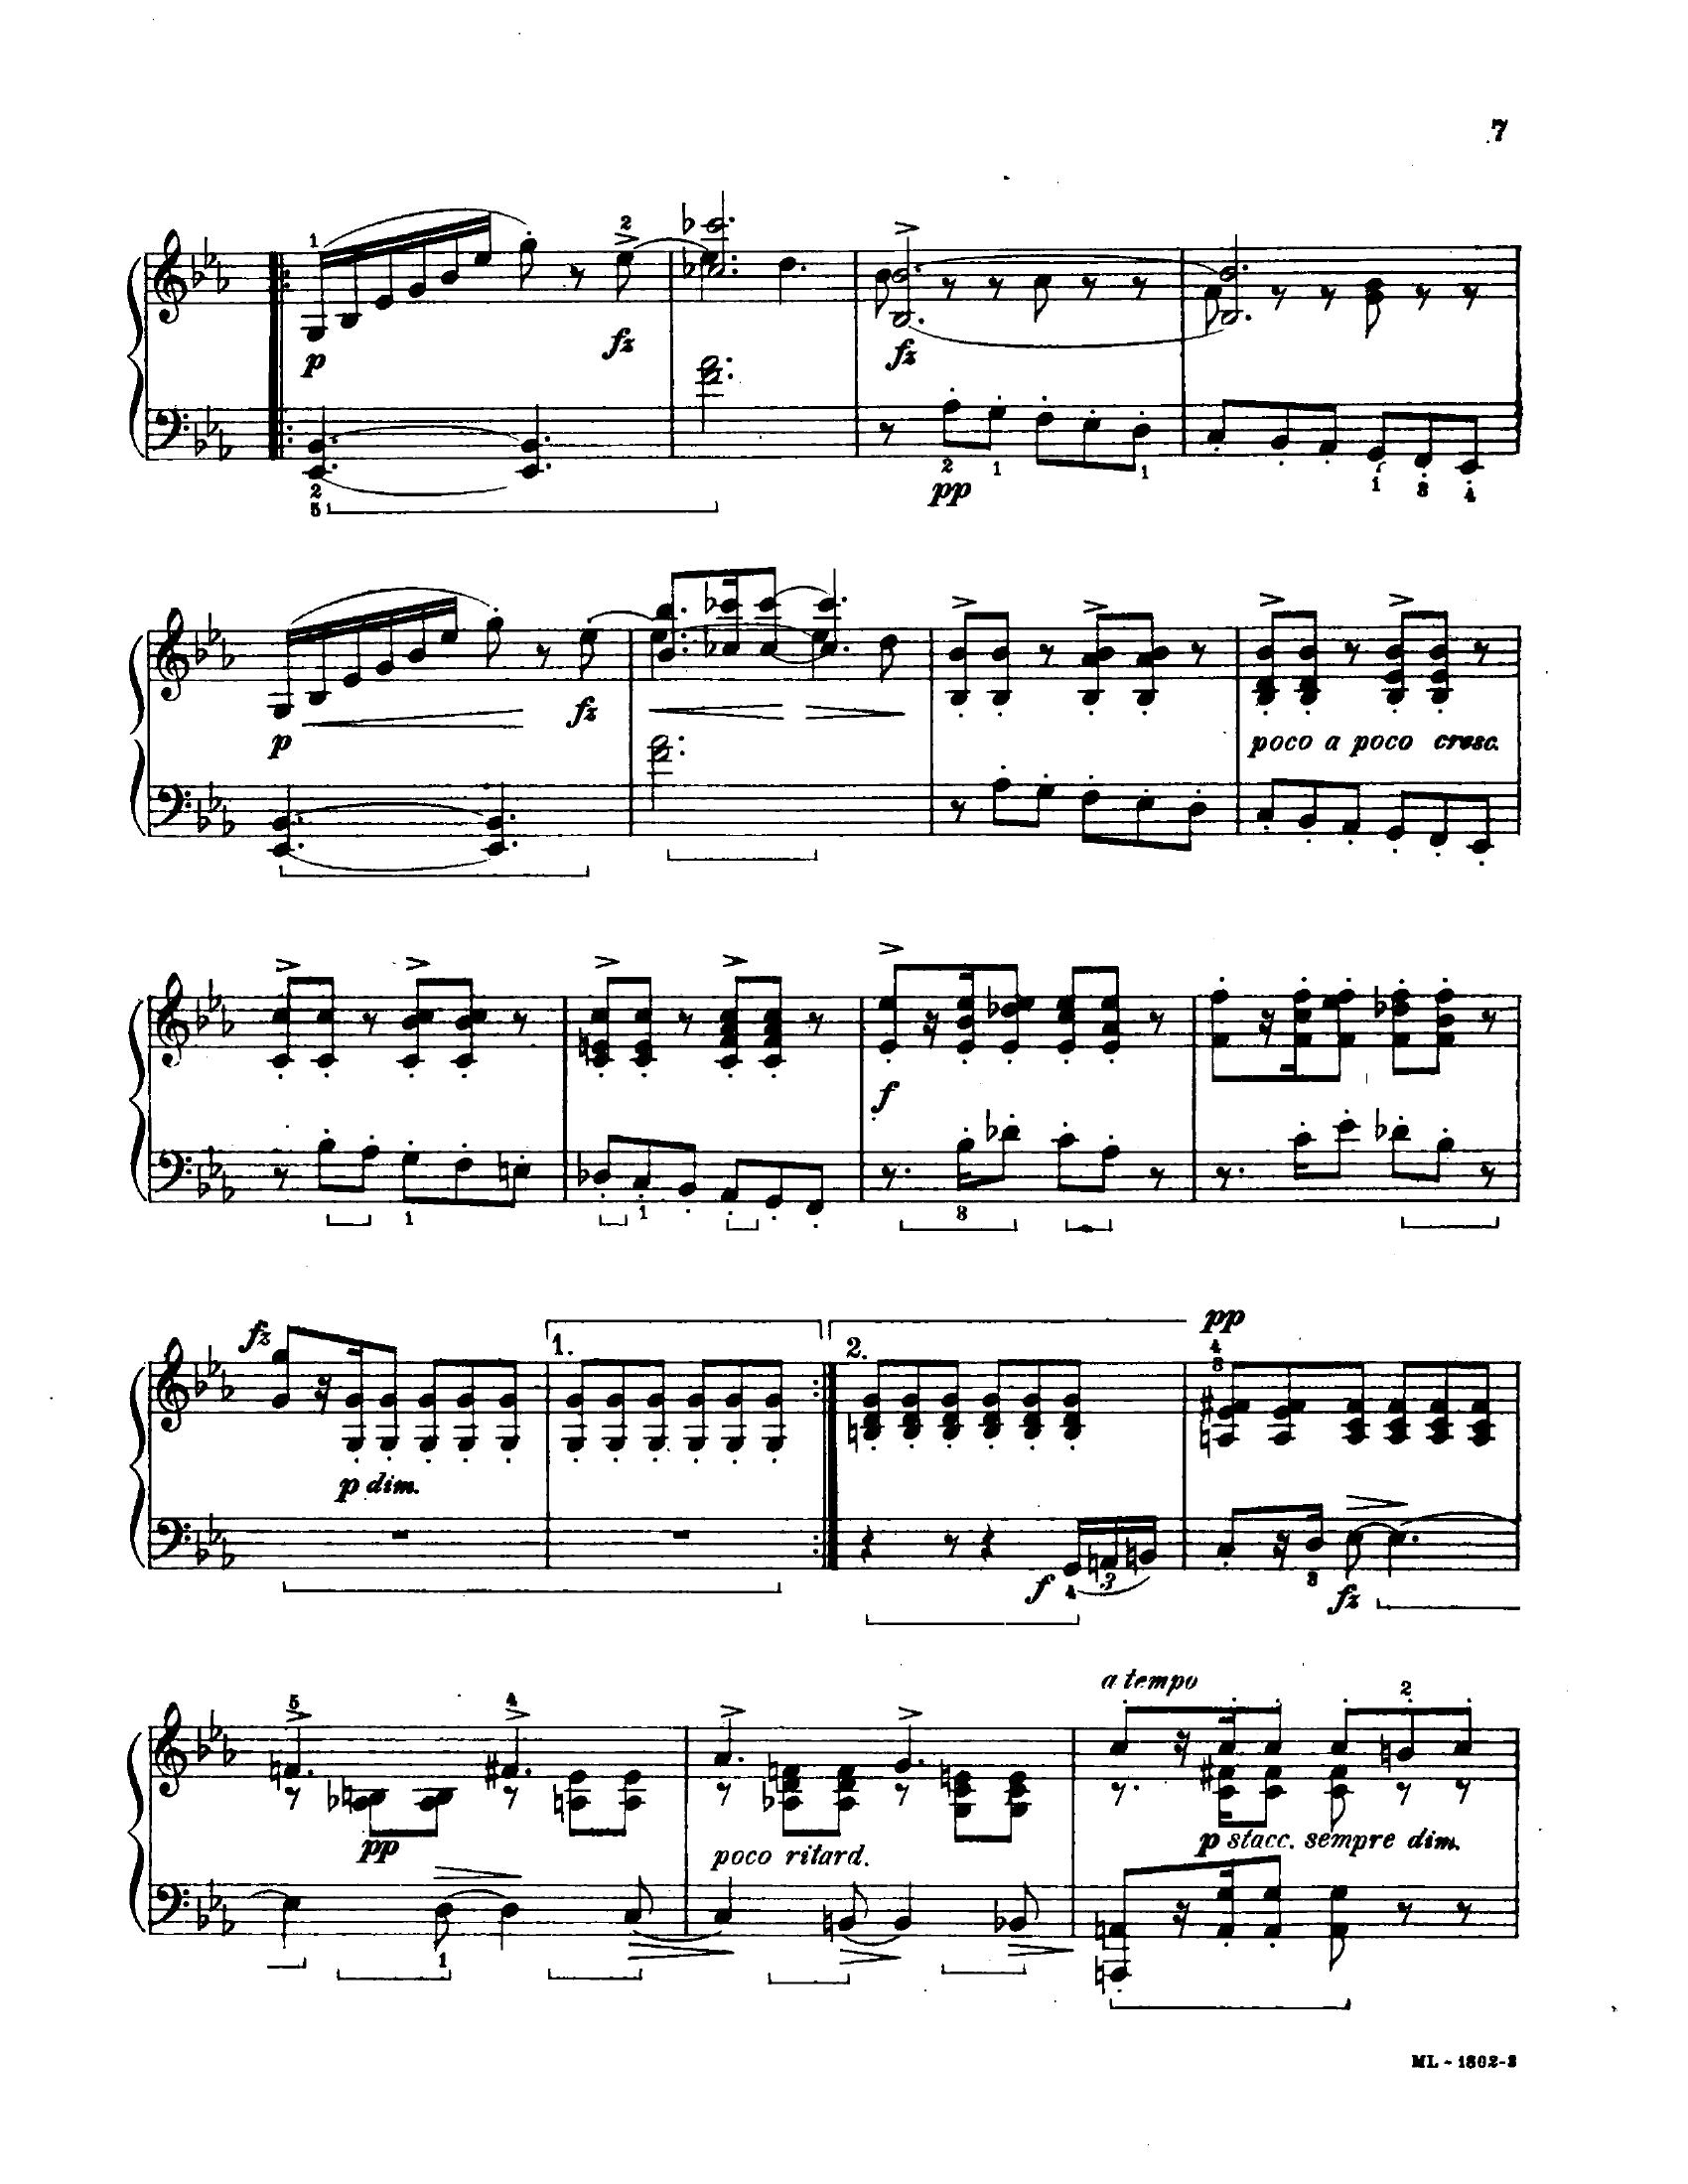 7
1 2
p fz fz
pp
2 5 2 1 1 1 3 4
p fz
poco a poco cresc.
f
1 1 3
fz 1. 2. pp
4 3
p dim.
f 4 3 3 fz
a tempo
5 4 2
pp
poco ritard. p stacc. sempre dim.
1
ML - 1802-3